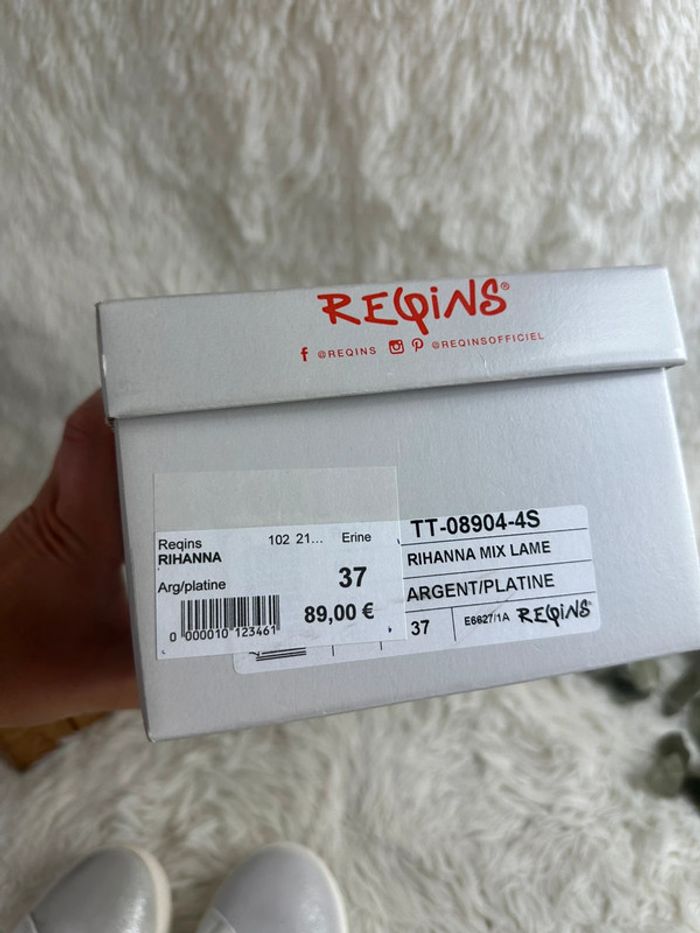 REQINS®
@REQINS @REQINSOFFICIEL
Reqins 102 21... Erine
RIHANNA
Arg/platine 37
89,00 €
0 000010 123461
TT-08904-4S
RIHANNA MIX LAME
ARGENT/PLATINE
37 E6627/1A REQINS